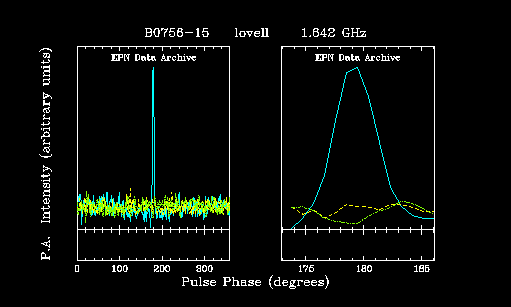 B0756-15 lovell 1.642 GHz
EPN Data Archive
EPN Data Archive
P.A. Intensity (arbitrary units)
0 100 200 300
175 180 185
Pulse Phase (degrees)